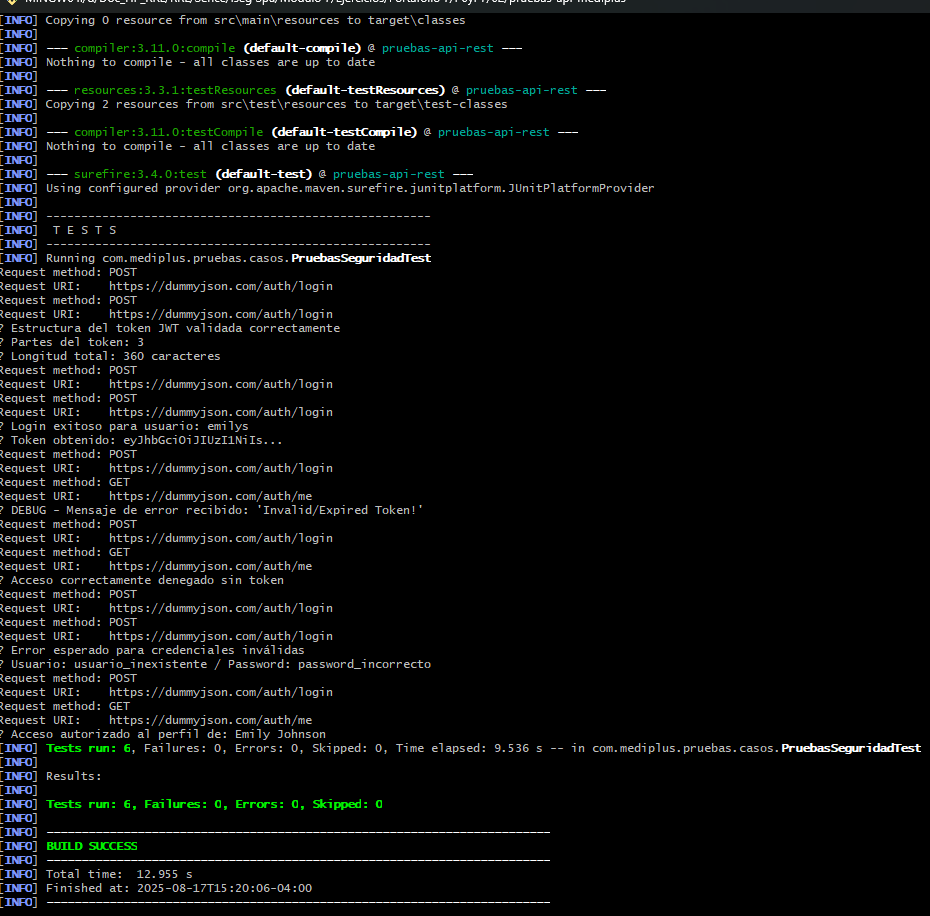 [INFO] Copying 0 resource from src\main\resources to target\classes
[INFO]
[INFO] --- compiler:3.11.0:compile (default-compile) @ pruebas-api-rest ---
[INFO] Nothing to compile - all classes are up to date
[INFO]
[INFO] --- resources:3.3.1:testResources (default-testResources) @ pruebas-api-rest ---
[INFO] Copying 2 resources from src\test\resources to target\test-classes
[INFO]
[INFO] --- compiler:3.11.0:testCompile (default-testCompile) @ pruebas-api-rest ---
[INFO] Nothing to compile - all classes are up to date
[INFO]
[INFO] --- surefire:3.4.0:test (default-test) @ pruebas-api-rest ---
[INFO] Using configured provider org.apache.maven.surefire.junitplatform.JUnitPlatformProvider
[INFO]
[INFO] -------------------------------------------------------
[INFO]  T E S T S
[INFO] -------------------------------------------------------
[INFO] Running com.mediplus.pruebas.casos.PruebasSeguridadTest
Request method: POST
Request URI:    https://dummyjson.com/auth/login
Request method: POST
Request URI:    https://dummyjson.com/auth/login
? Estructura del token JWT validada correctamente
? Partes del token: 3
? Longitud total: 360 caracteres
Request method: POST
Request URI:    https://dummyjson.com/auth/login
Request method: POST
Request URI:    https://dummyjson.com/auth/login
? Login exitoso para usuario: emilys
? Token obtenido: eyJhbGciOiJIUzI1NiIs...
Request method: POST
Request URI:    https://dummyjson.com/auth/login
Request method: GET
Request URI:    https://dummyjson.com/auth/me
? DEBUG - Mensaje de error recibido: 'Invalid/Expired Token!'
Request method: POST
Request URI:    https://dummyjson.com/auth/login
Request method: GET
Request URI:    https://dummyjson.com/auth/me
? Acceso correctamente denegado sin token
Request method: POST
Request URI:    https://dummyjson.com/auth/login
Request method: POST
Request URI:    https://dummyjson.com/auth/login
? Error esperado para credenciales inválidas
? Usuario: usuario_inexistente / Password: password_incorrecto
Request method: POST
Request URI:    https://dummyjson.com/auth/login
Request method: GET
Request URI:    https://dummyjson.com/auth/me
? Acceso autorizado al perfil de: Emily Johnson
[INFO] Tests run: 6, Failures: 0, Errors: 0, Skipped: 0, Time elapsed: 9.536 s -- in com.mediplus.pruebas.casos.PruebasSeguridadTest
[INFO]
[INFO] Results:
[INFO]
[INFO] Tests run: 6, Failures: 0, Errors: 0, Skipped: 0
[INFO]
[INFO] ------------------------------------------------------------------------
[INFO] BUILD SUCCESS
[INFO] ------------------------------------------------------------------------
[INFO] Total time:  12.955 s
[INFO] Finished at: 2025-08-17T15:20:06-04:00
[INFO] ------------------------------------------------------------------------